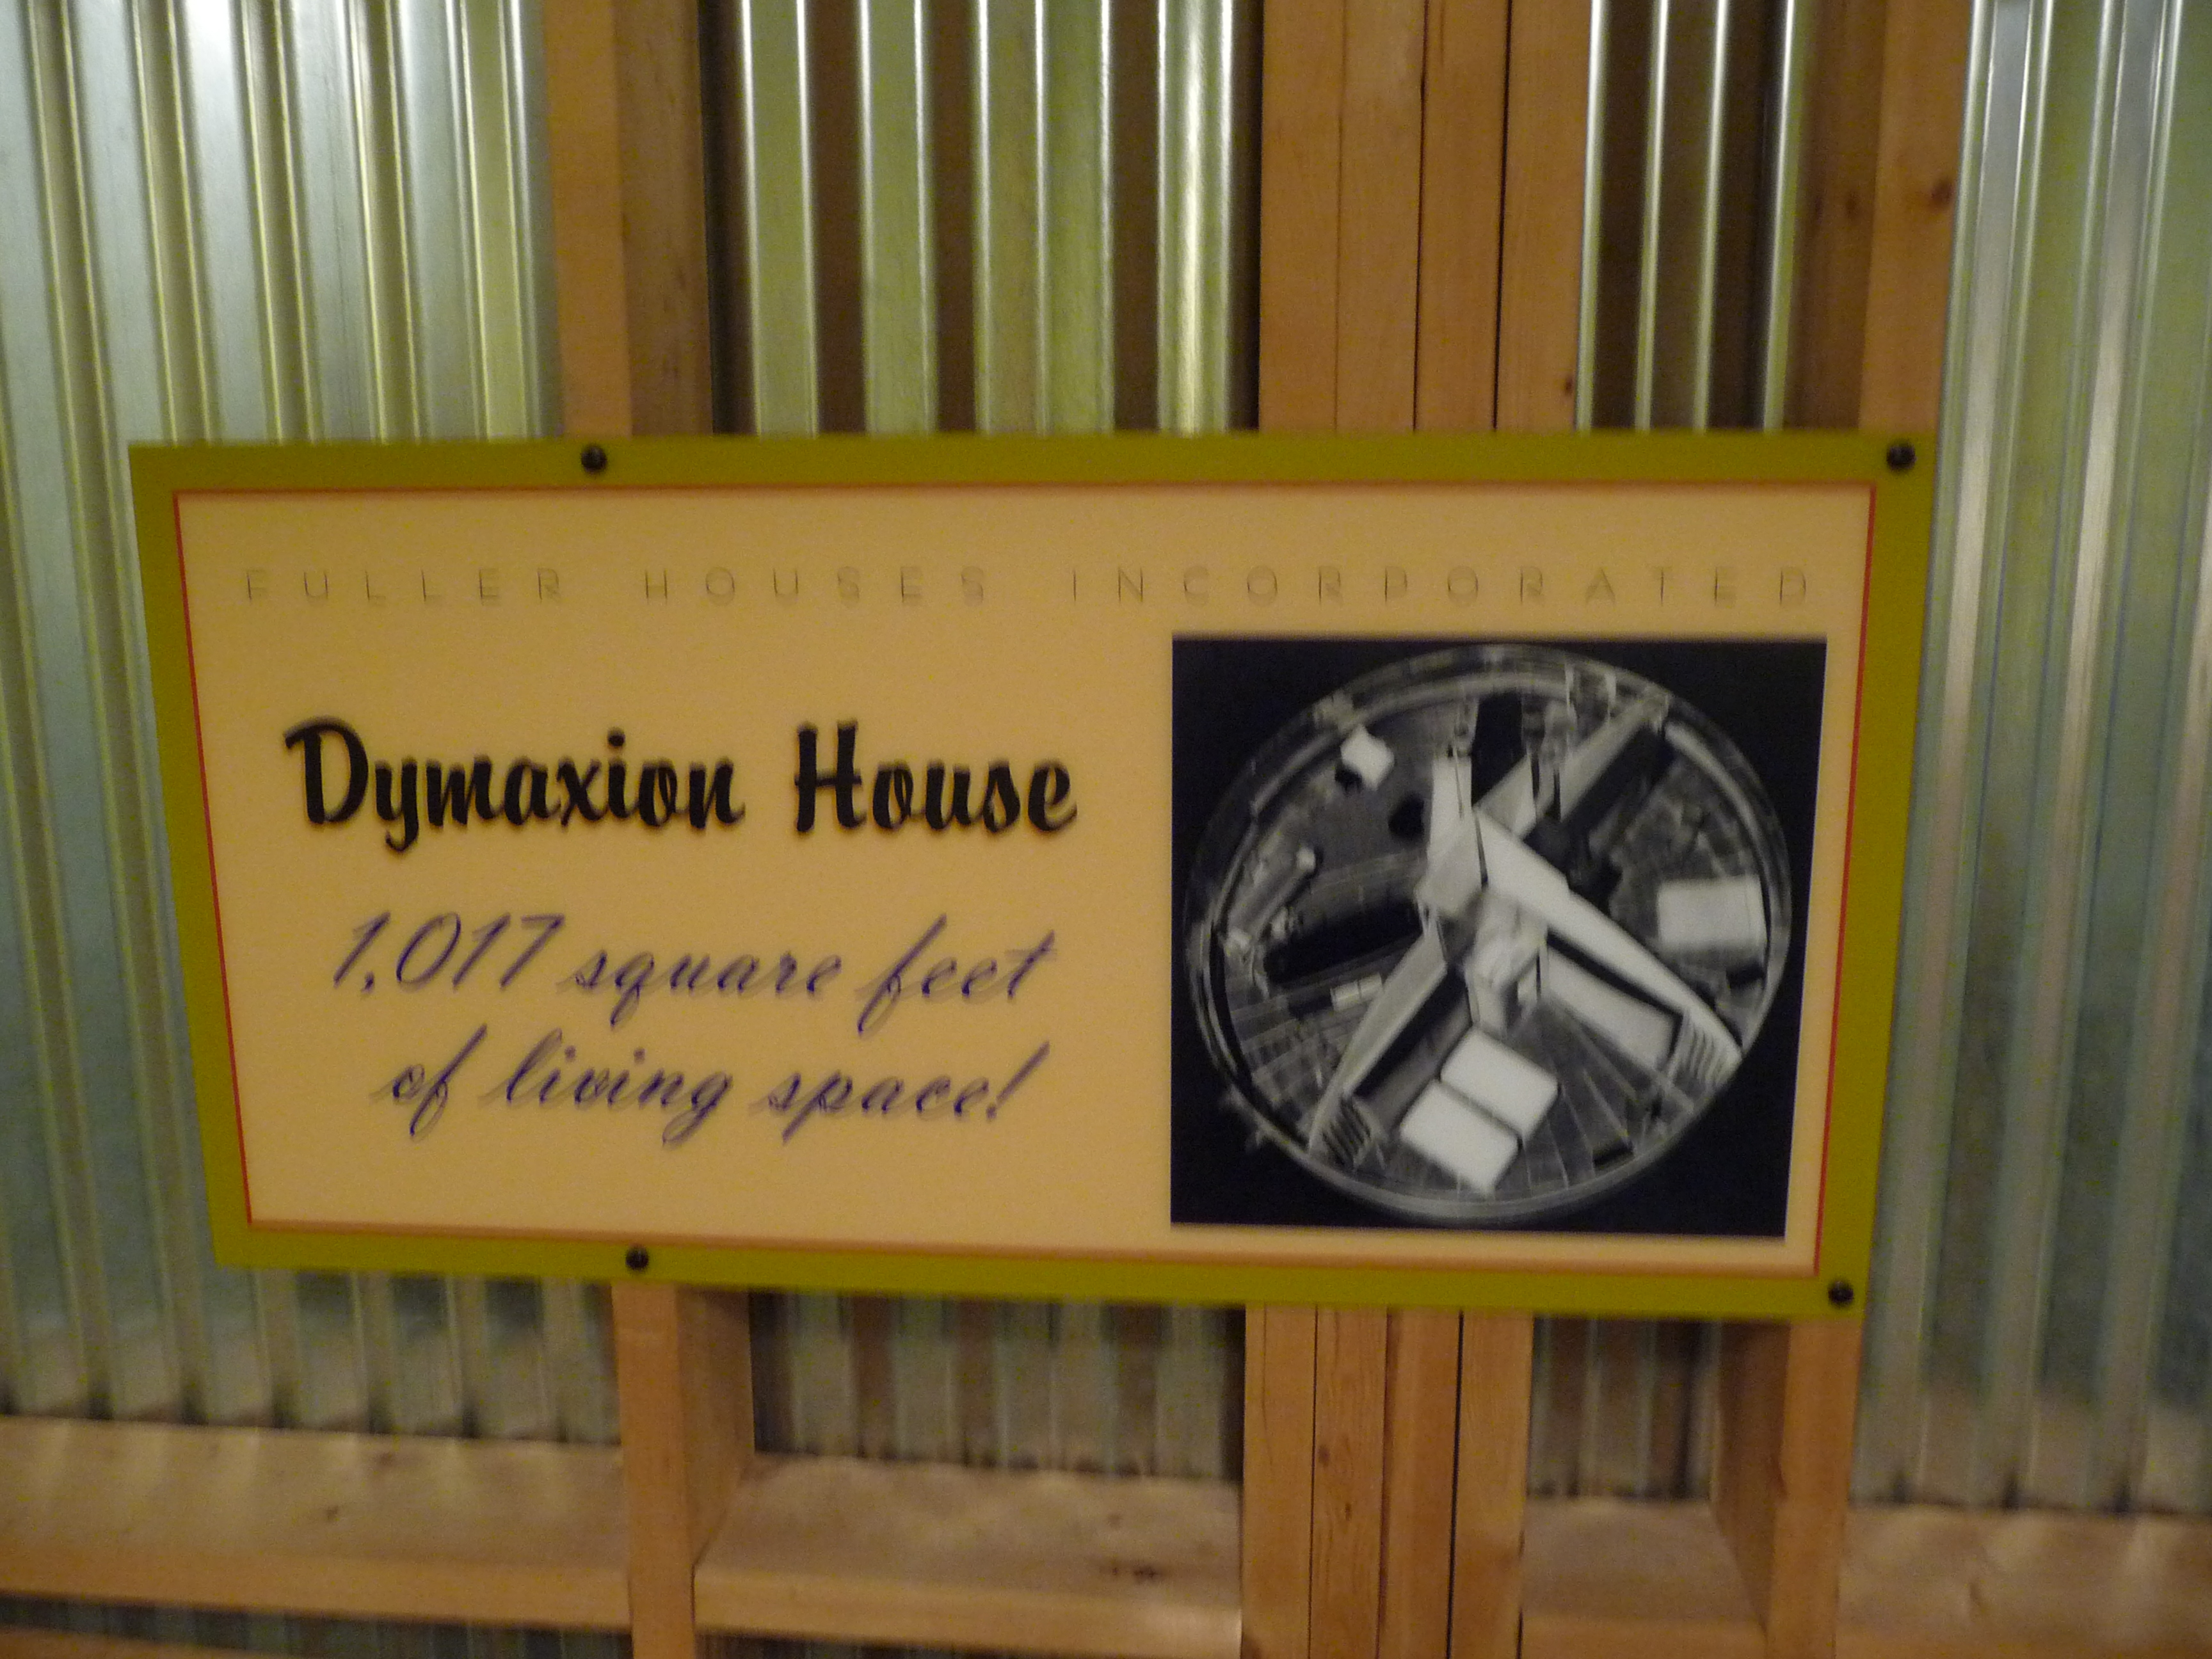 FULLER HOUSES INCORPORATED
Dymaxion House
1,017 square feet
of living space!